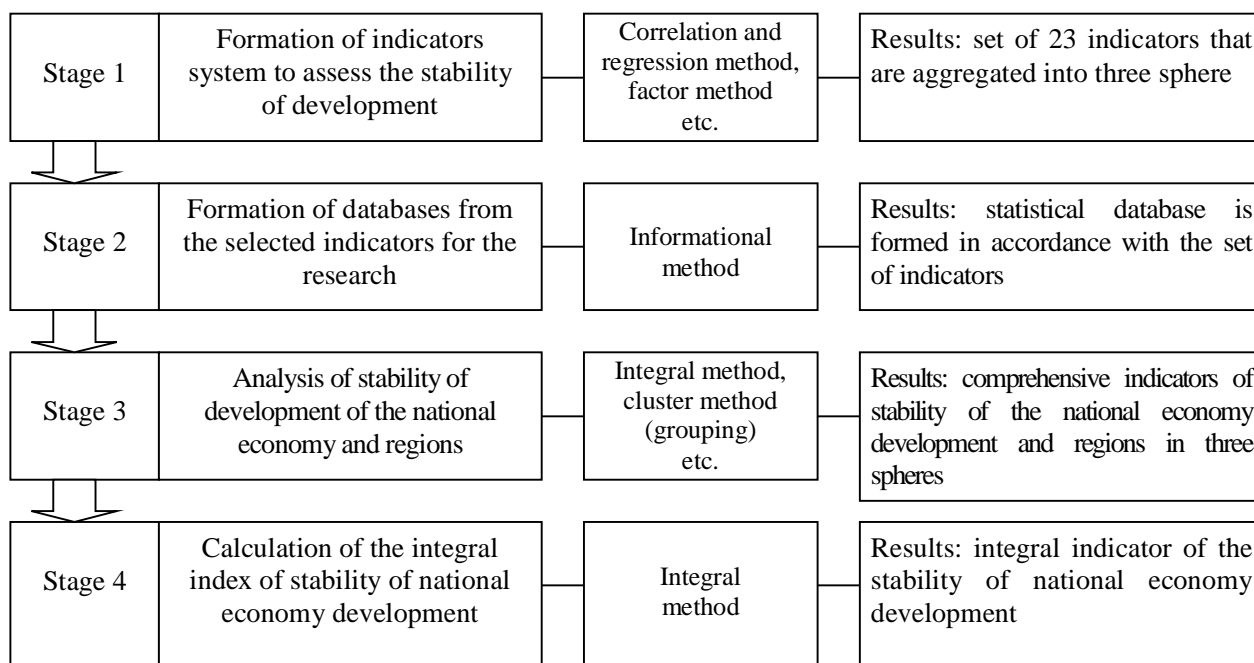 Stage 1
Formation of indicators
system to assess the stability
of development
Correlation and
regression method,
factor method
etc.
Results: set of 23 indicators that
are aggregated into three sphere
Stage 2
Formation of databases from
the selected indicators for the
research
Informational
method
Results: statistical database is
formed in accordance with the set
of indicators
Stage 3
Analysis of stability of
development of the national
economy and regions
Integral method,
cluster method
(grouping)
etc.
Results: comprehensive indicators of
stability of the national economy
development and regions in three
spheres
Stage 4
Calculation of the integral
index of stability of national
economy development
Integral
method
Results: integral indicator of the
stability of national economy
development